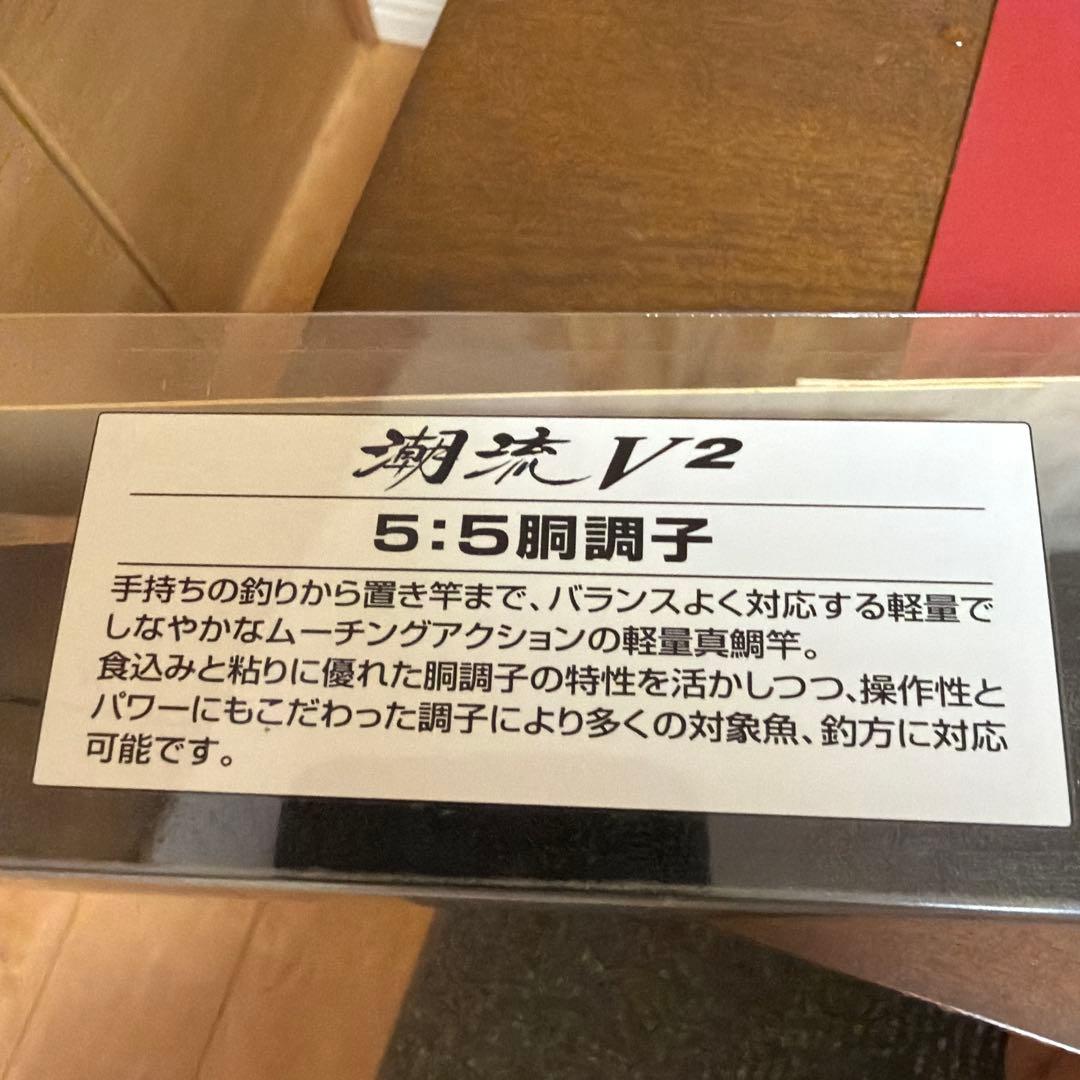 潮流V2
5:5胴調子
手持ちの釣りから置き竿まで、バランスよく対応する軽量で
しなやかなムーチングアクションの軽量真鯛竿。
食込みと粘りに優れた胴調子の特性を活かしつつ、操作性と
パワーにもこだわった調子により多くの対象魚、釣方に対応
可能です。